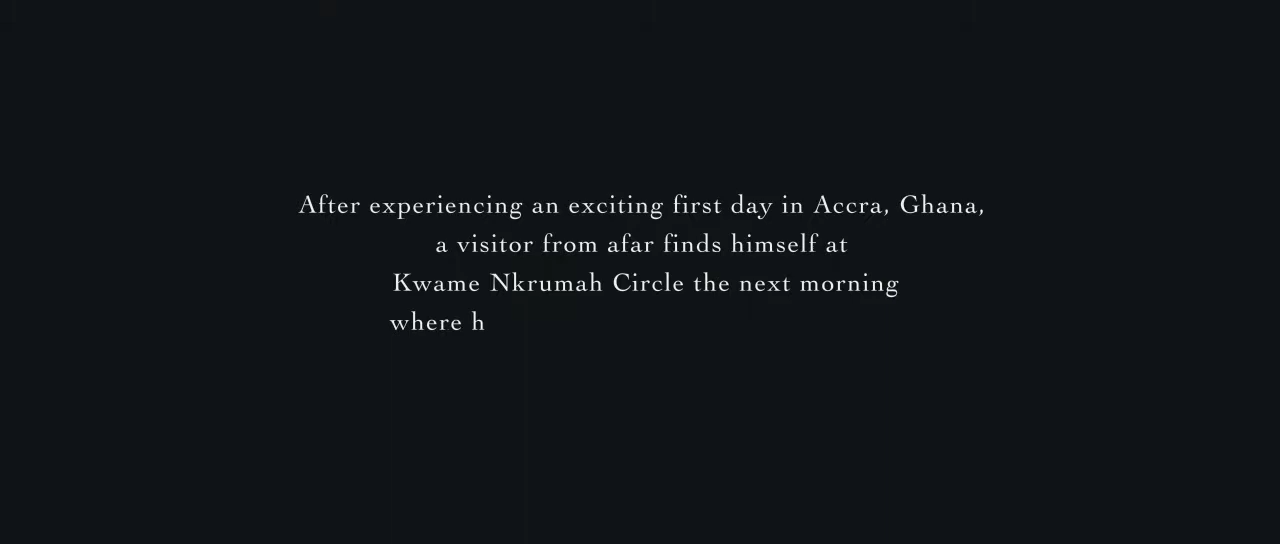 After experiencing an exciting first day in Accra, Ghana,
a visitor from afar finds himself at
Kwame Nkrumah Circle the next morning
where h